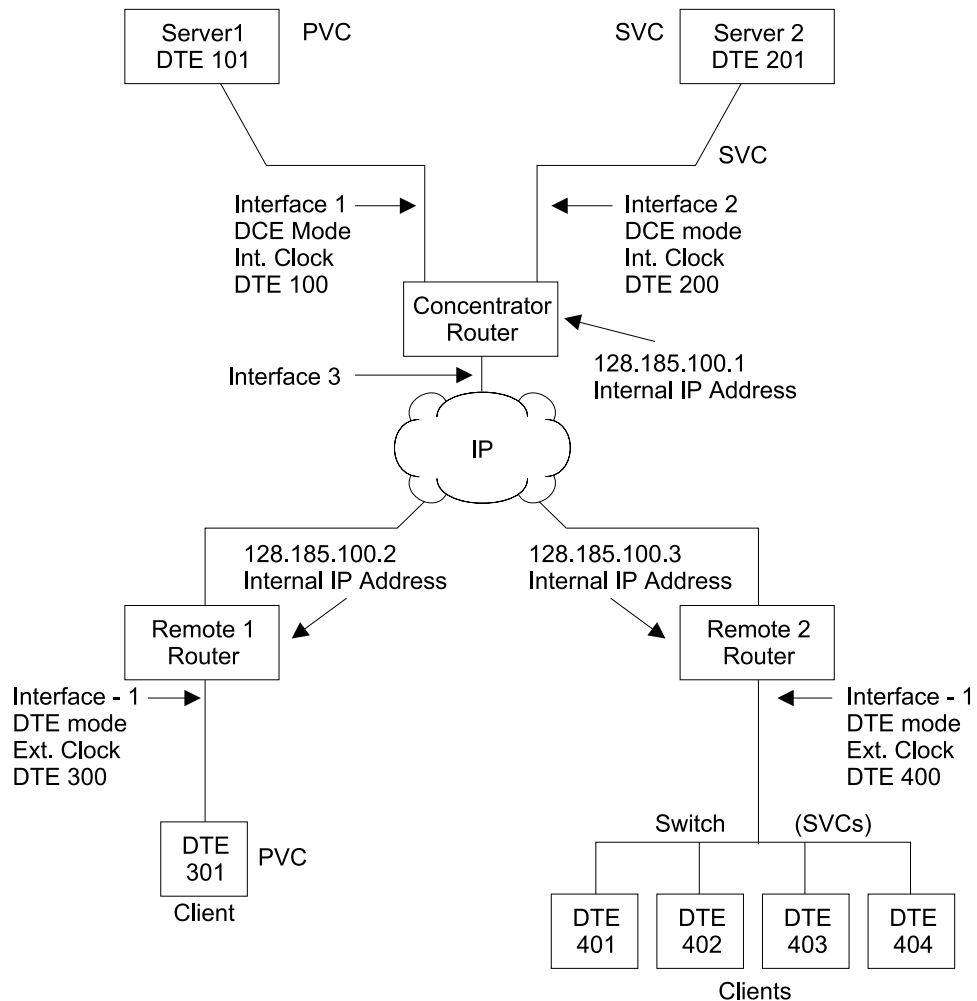 Server1
DTE 101
PVC
SVC
Server 2
DTE 201
SVC
Interface 1
DCE Mode
Int. Clock
DTE 100
Interface 2
DCE mode
Int. Clock
DTE 200
Concentrator
Router
128.185.100.1
Internal IP Address
Interface 3
IP
128.185.100.2
Internal IP Address
128.185.100.3
Internal IP Address
Remote 1
Router
Remote 2
Router
Interface - 1
DTE mode
Ext. Clock
DTE 300
Interface - 1
DTE mode
Ext. Clock
DTE 400
Switch
(SVCs)
DTE
301
PVC
Client
DTE
401
DTE
402
DTE
403
DTE
404
Clients